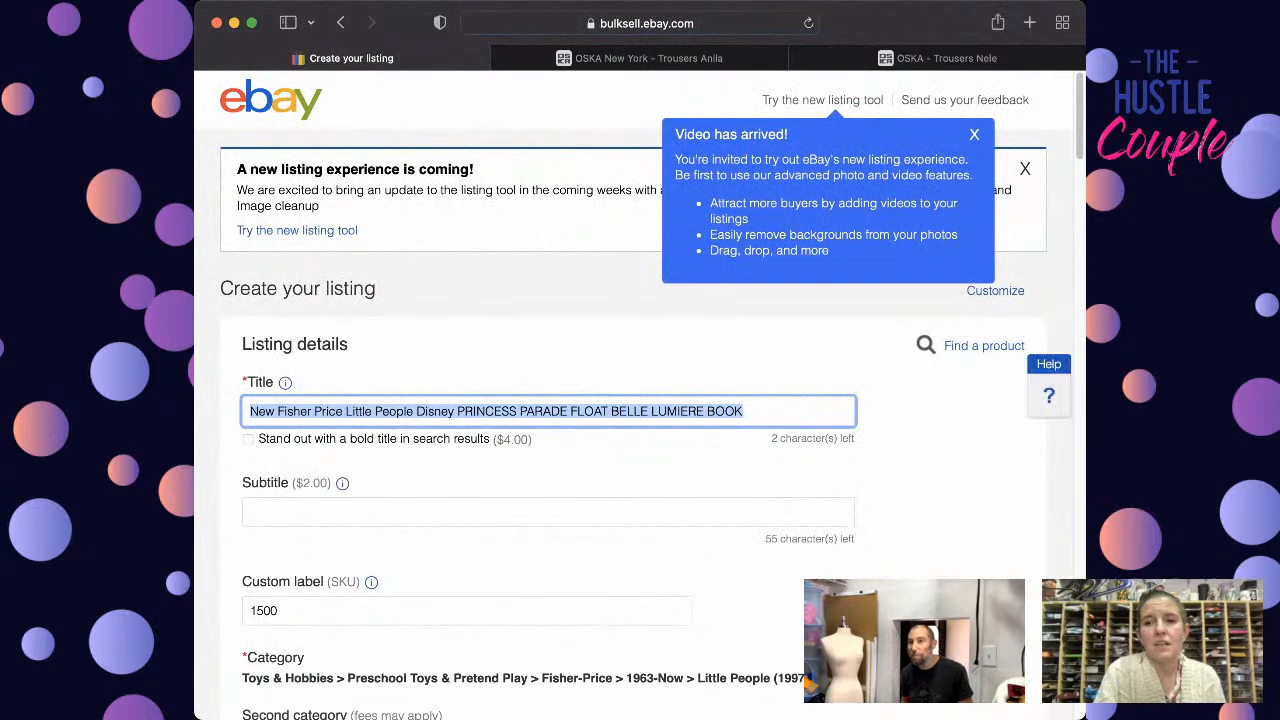 bulksell.ebay.com
Create your listing
OSKA New York – Trousers Anila
OSKA - Trousers Nele
THE
HUSTLE
Couple
ebay
Try the new listing tool
Send us your feedback
Video has arrived!
X
You're invited to try out eBay's new listing experience.
Be first to use our advanced photo and video features.
Attract more buyers by adding videos to your
listings
Easily remove backgrounds from your photos
Drag, drop, and more
A new listing experience is coming!
X
We are excited to bring an update to the listing tool in the coming weeks with
and
Image cleanup
Try the new listing tool
Create your listing
Customize
Listing details
Find a product
Help
?
*Title
New Fisher Price Little People Disney PRINCESS PARADE FLOAT BELLE LUMIERE BOOK
Stand out with a bold title in search results ($4.00)
2 character(s) left
Subtitle ($2.00)
55 character(s) left
Custom label (SKU)
1500
*Category
Toys & Hobbies > Preschool Toys & Pretend Play > Fisher-Price > 1963-Now > Little People (1997
Second category (fees may apply)